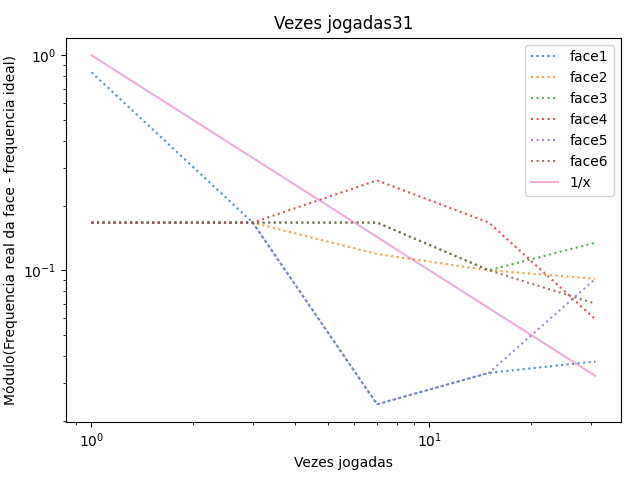 Vezes jogadas31
Módulo(Frequencia real da face - frequencia ideal)
10⁰
10⁻¹
face1
face2
face3
face4
face5
face6
1/x
10⁰
10¹
Vezes jogadas